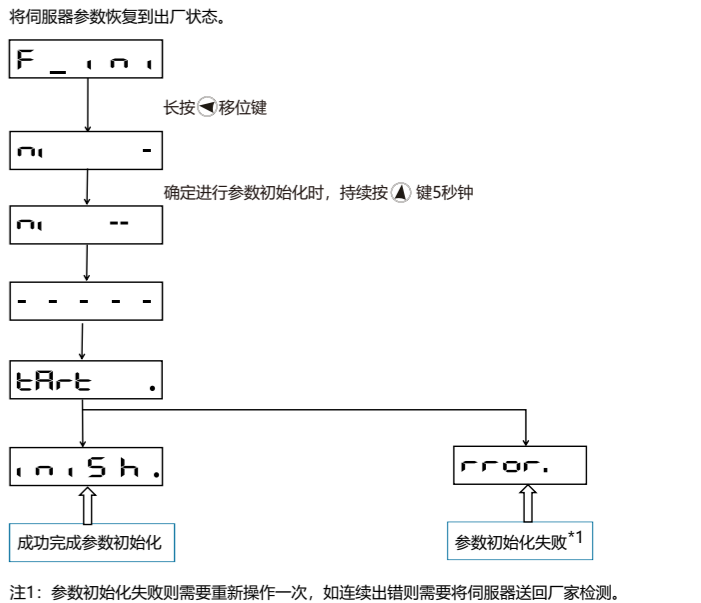 将伺服器参数恢复到出厂状态。
F_ini
长按移位键
ni -
确定进行参数初始化时，持续按 键5秒钟
ni --
- - - - -
tArt .
iniSh.
rror.
成功完成参数初始化
参数初始化失败*1
注1：参数初始化失败则需要重新操作一次，如连续出错则需要将伺服器送回厂家检测。